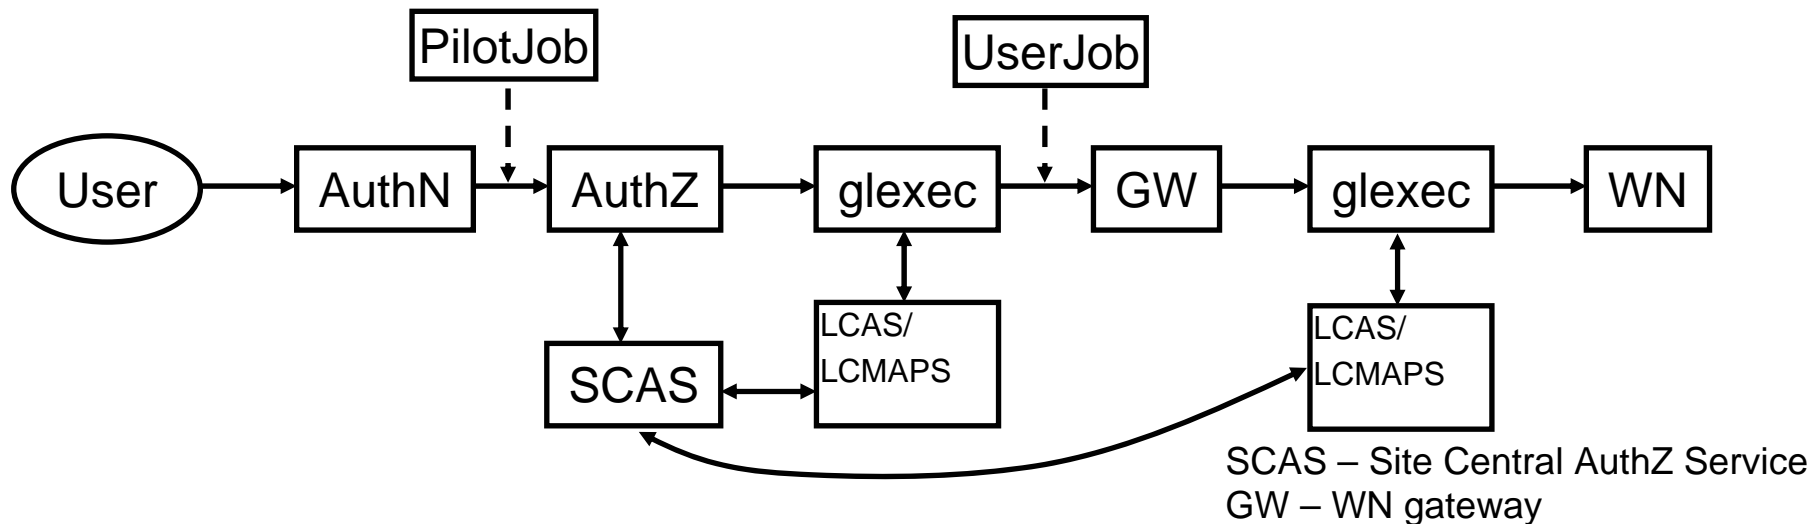 PilotJob
UserJob
User
AuthN
AuthZ
glexec
GW
glexec
WN
LCAS/
LCMAPS
LCAS/
LCMAPS
SCAS
SCAS – Site Central AuthZ Service
GW – WN gateway